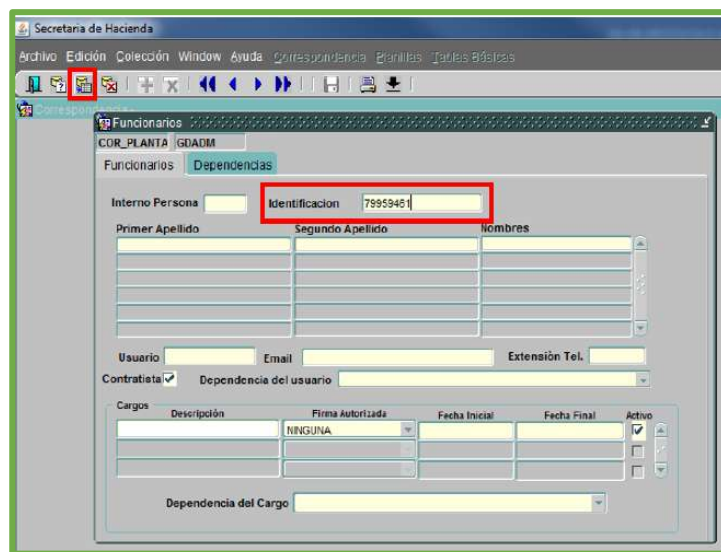 Secretaria de Hacienda
Archivo Edición Colección Window Ayuda Correspondencia Planillas Tablas Básicas
Correspondencia
Funcionarios
COR_PLANTA GDADM
Funcionarios Dependencias
Interno Persona Identificacion 79959461
Primer Apellido Segundo Apellido Nombres
Usuario Email Extensión Tel.
Contratista Dependencia del usuario
Cargos
Descripción Firma Autorizada Fecha Inicial Fecha Final Activo
NINGUNA
Dependencia del Cargo